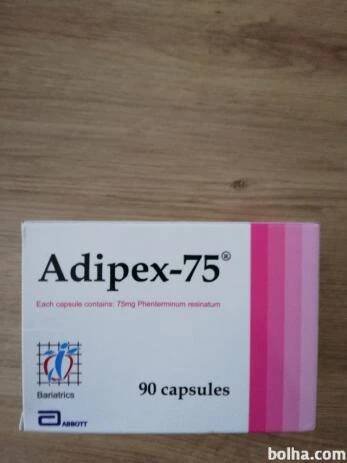 Adipex-75®
Each capsule contains: 75mg Phenterminum resinatum
Bariatrics
90 capsules
ABBOTT
bolha.com